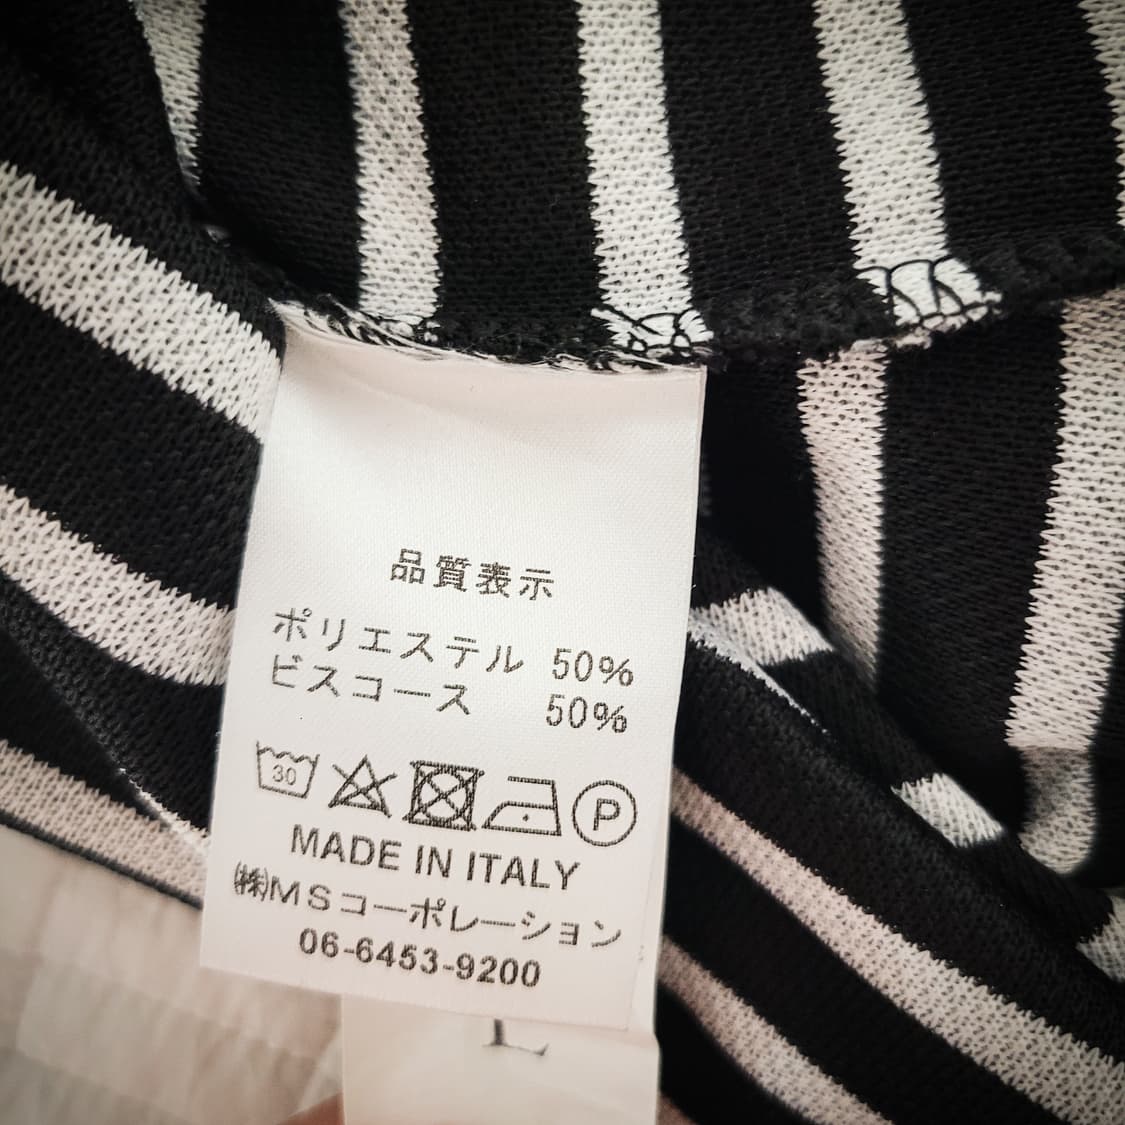 品質表示
ポリエステル 50%
ビスコース 50%
30 P
MADE IN ITALY
㈱MSコーポレーション
06-6453-9200
L